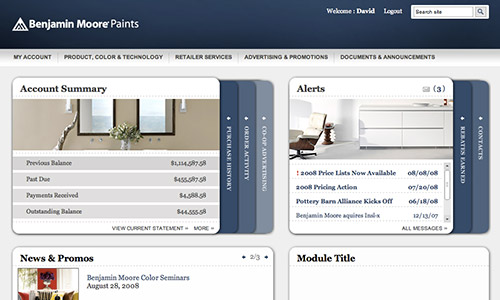 Benjamin Moore® Paints
Welcome : David Logout Search site
MY ACCOUNT PRODUCT, COLOR & TECHNOLOGY RETAILER SERVICES ADVERTISING & PROMOTIONS DOCUMENTS & ANNOUNCEMENTS
Account Summary
Previous Balance $1,114,587.58
Past Due $455,587.58
Payments Received $4,588.58
Outstanding Balance $44,555.58
VIEW CURRENT STATEMENT » MORE »
PURCHASE HISTORY
ORDER ACTIVITY
CO-OP ADVERTISING
Alerts (3)
! 2008 Price Lists Now Available 08/08/08
2008 Pricing Action 07/20/08
Pottery Barn Alliance Kicks Off 06/18/08
Benjamin Moore acquires Insl-x 12/13/07
ALL MESSAGES »
REBATES EARNED
CONTACTS
News & Promos 2/3
Benjamin Moore Color Seminars
August 28, 2008
Module Title